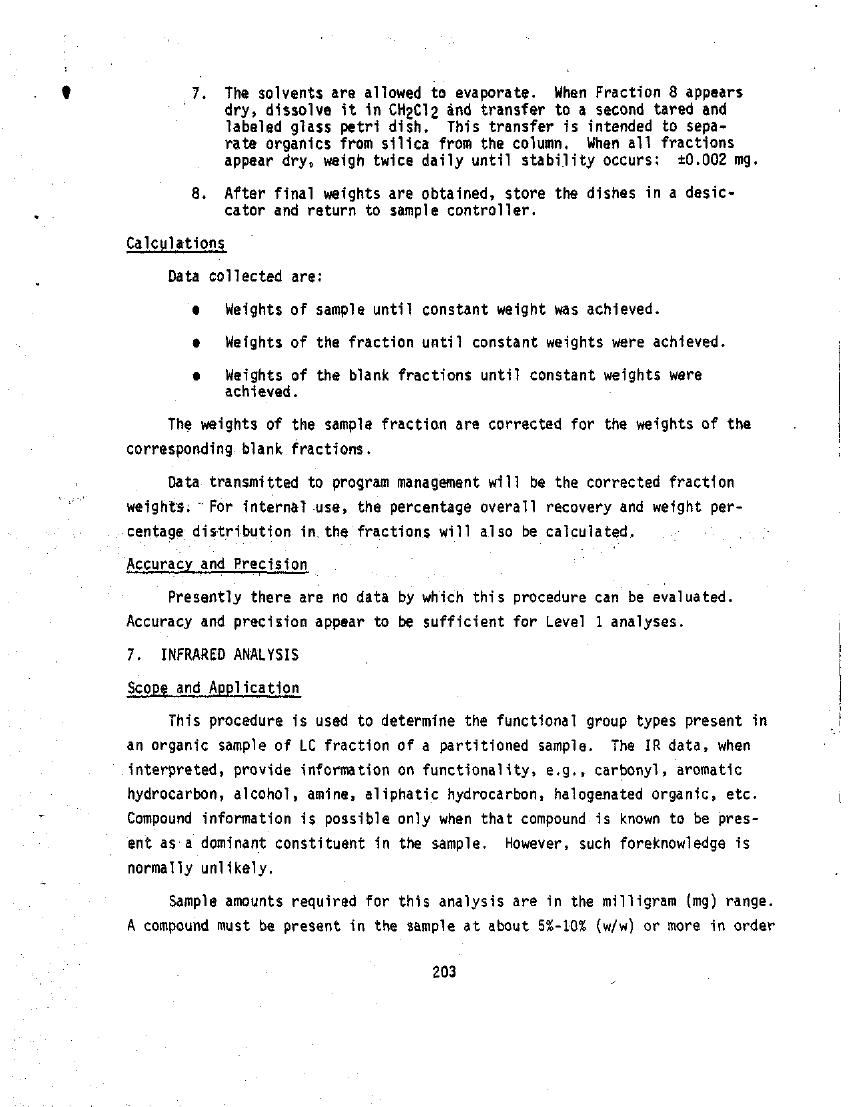 7. The solvents are allowed to evaporate. When Fraction 8 appears
dry, dissolve it in CH2Cl2 and transfer to a second tared and
labeled glass petri dish. This transfer is intended to sepa-
rate organics from silica from the column. When all fractions
appear dry, weigh twice daily until stability occurs: ±0.002 mg.
8. After final weights are obtained, store the dishes in a desic-
cator and return to sample controller.
Calculations
Data collected are:
• Weights of sample until constant weight was achieved.
• Weights of the fraction until constant weights were achieved.
• Weights of the blank fractions until constant weights were
achieved.
The weights of the sample fraction are corrected for the weights of the
corresponding blank fractions.
Data transmitted to program management will be the corrected fraction
weights. For internal use, the percentage overall recovery and weight per-
centage distribution in the fractions will also be calculated.
Accuracy and Precision
Presently there are no data by which this procedure can be evaluated.
Accuracy and precision appear to be sufficient for Level 1 analyses.
7. INFRARED ANALYSIS
Scope and Application
This procedure is used to determine the functional group types present in
an organic sample of LC fraction of a partitioned sample. The IR data, when
interpreted, provide information on functionality, e.g., carbonyl, aromatic
hydrocarbon, alcohol, amine, aliphatic hydrocarbon, halogenated organic, etc.
Compound information is possible only when that compound is known to be pres-
ent as a dominant constituent in the sample. However, such foreknowledge is
normally unlikely.
Sample amounts required for this analysis are in the milligram (mg) range.
A compound must be present in the sample at about 5%-10% (w/w) or more in order
203